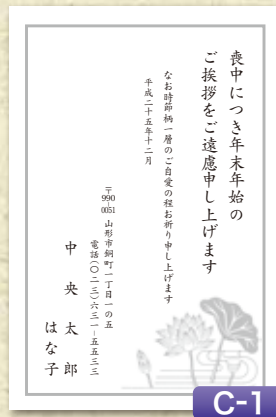 喪中につき年末年始の
ご挨拶をご遠慮申し上げます
なお時節柄一層のご自愛の程お祈り申し上げます
平成二十五年十二月
〒990-0051 山形市銅町一丁目一の五
電話(〇二三)六三一-五五三三
中央太郎
はな子
C-1